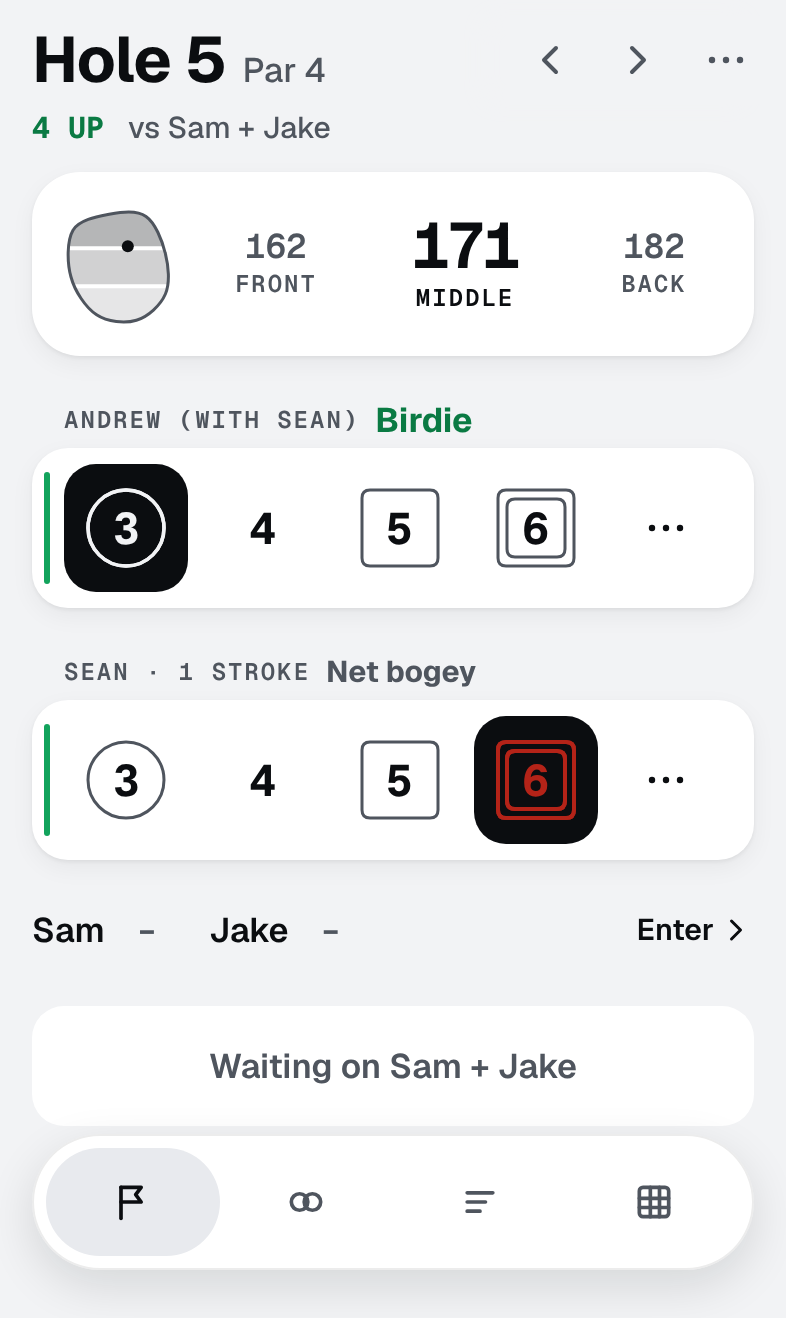 Hole 5 Par 4
4 UP vs Sam + Jake
162 171 182
FRONT MIDDLE BACK
ANDREW (WITH SEAN) Birdie
3 4 5 6 ...
SEAN · 1 STROKE Net bogey
3 4 5 6 ...
Sam – Jake – Enter >
Waiting on Sam + Jake